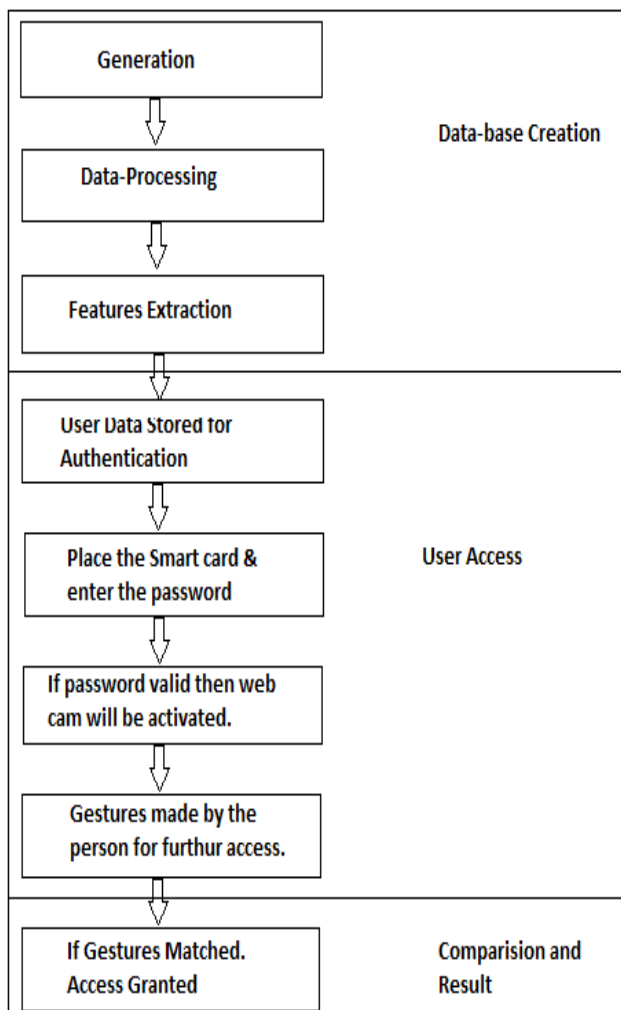 Generation
Data-base Creation
Data-Processing
Features Extraction
User Data Stored for
Authentication
Place the Smart card &
enter the password
User Access
If password valid then web
cam will be activated.
Gestures made by the
person for furthur access.
If Gestures Matched.
Access Granted
Comparision and
Result